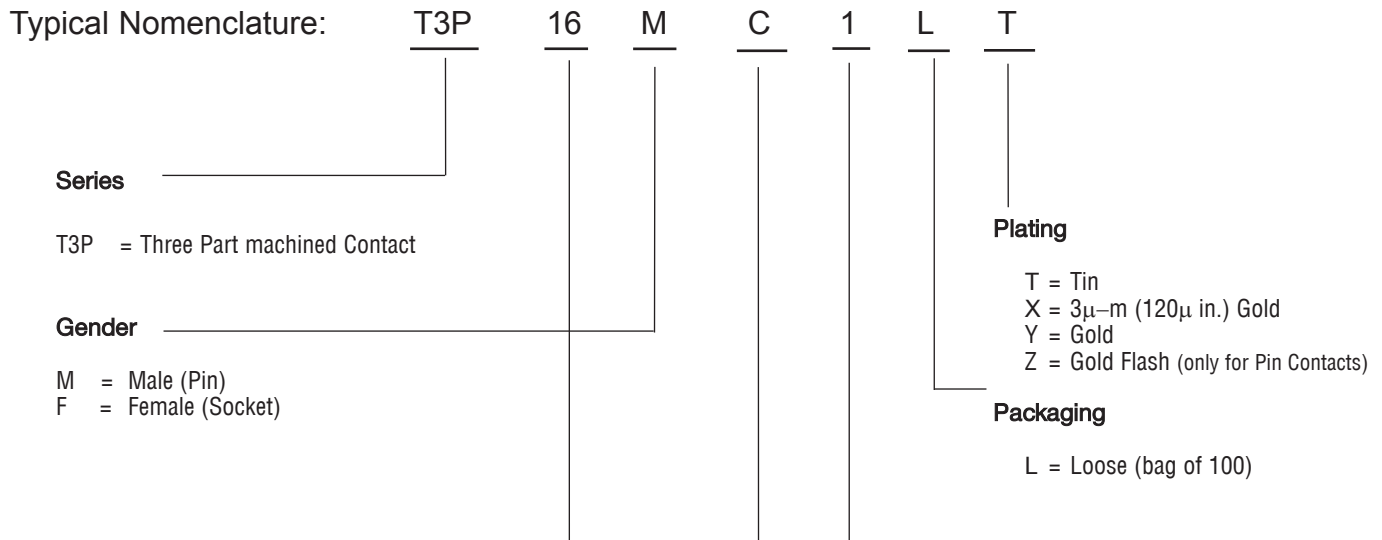 Typical Nomenclature: T3P 16 M C 1 L T
Series
T3P = Three Part machined Contact
Gender
M = Male (Pin)
F = Female (Socket)
Plating
T = Tin
X = 3μ–m (120μ in.) Gold
Y = Gold
Z = Gold Flash (only for Pin Contacts)
Packaging
L = Loose (bag of 100)